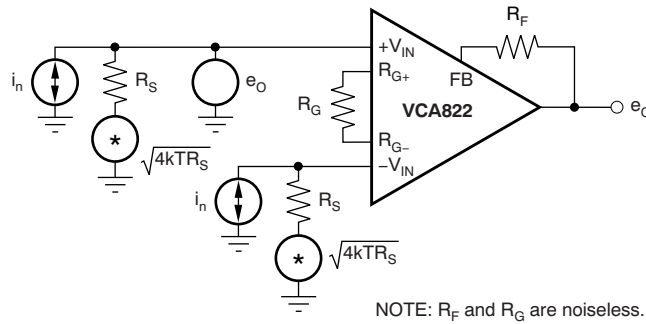 R_F
+V_IN
i_n
R_S
e_O
R_G+
FB
R_G
VCA822
e_O
*
√4kTR_S
R_G−
−V_IN
i_n
R_S
*
√4kTR_S
NOTE: R_F and R_G are noiseless.